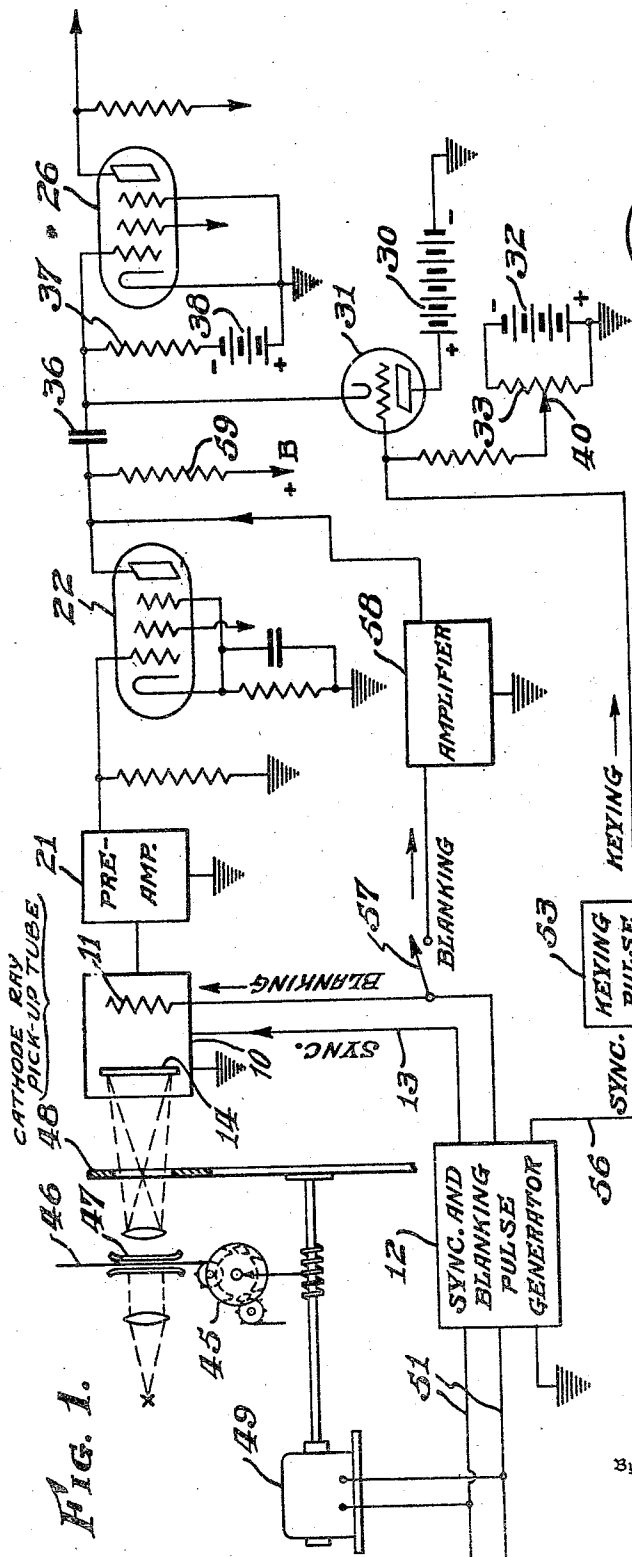 FIG. 1.
46
47
48
CATHODE RAY
PICK-UP TUBE
11
14
10
21
PRE-
AMP.
22
59
+ B
36
37
26
38
-
+
31
30
+
-
32
-
+
33
40
45
49
51
12
SYNC. AND
BLANKING
PULSE
GENERATOR
SYNC.
13
BLANKING
57
BLANKING
58
AMPLIFIER
56
SYNC.
53
KEYING
PULSE
KEYING